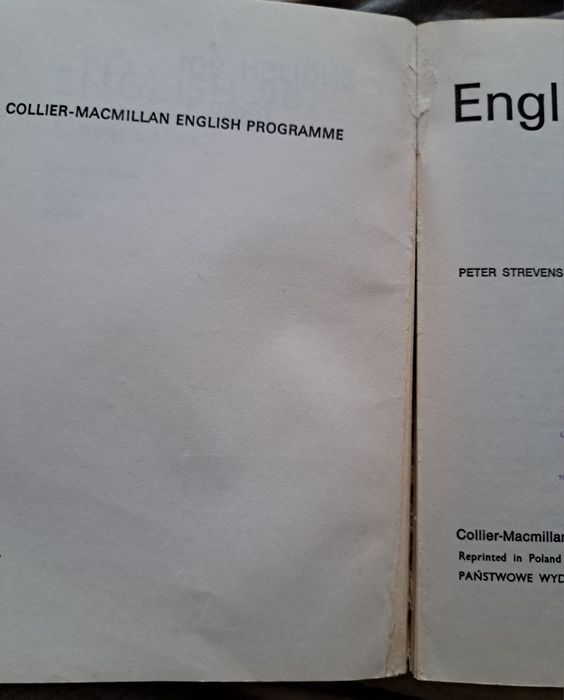 COLLIER-MACMILLAN ENGLISH PROGRAMME
Engl
PETER STREVENS
Collier-Macmillan
Reprinted in Poland
PAŃSTWOWE WYD